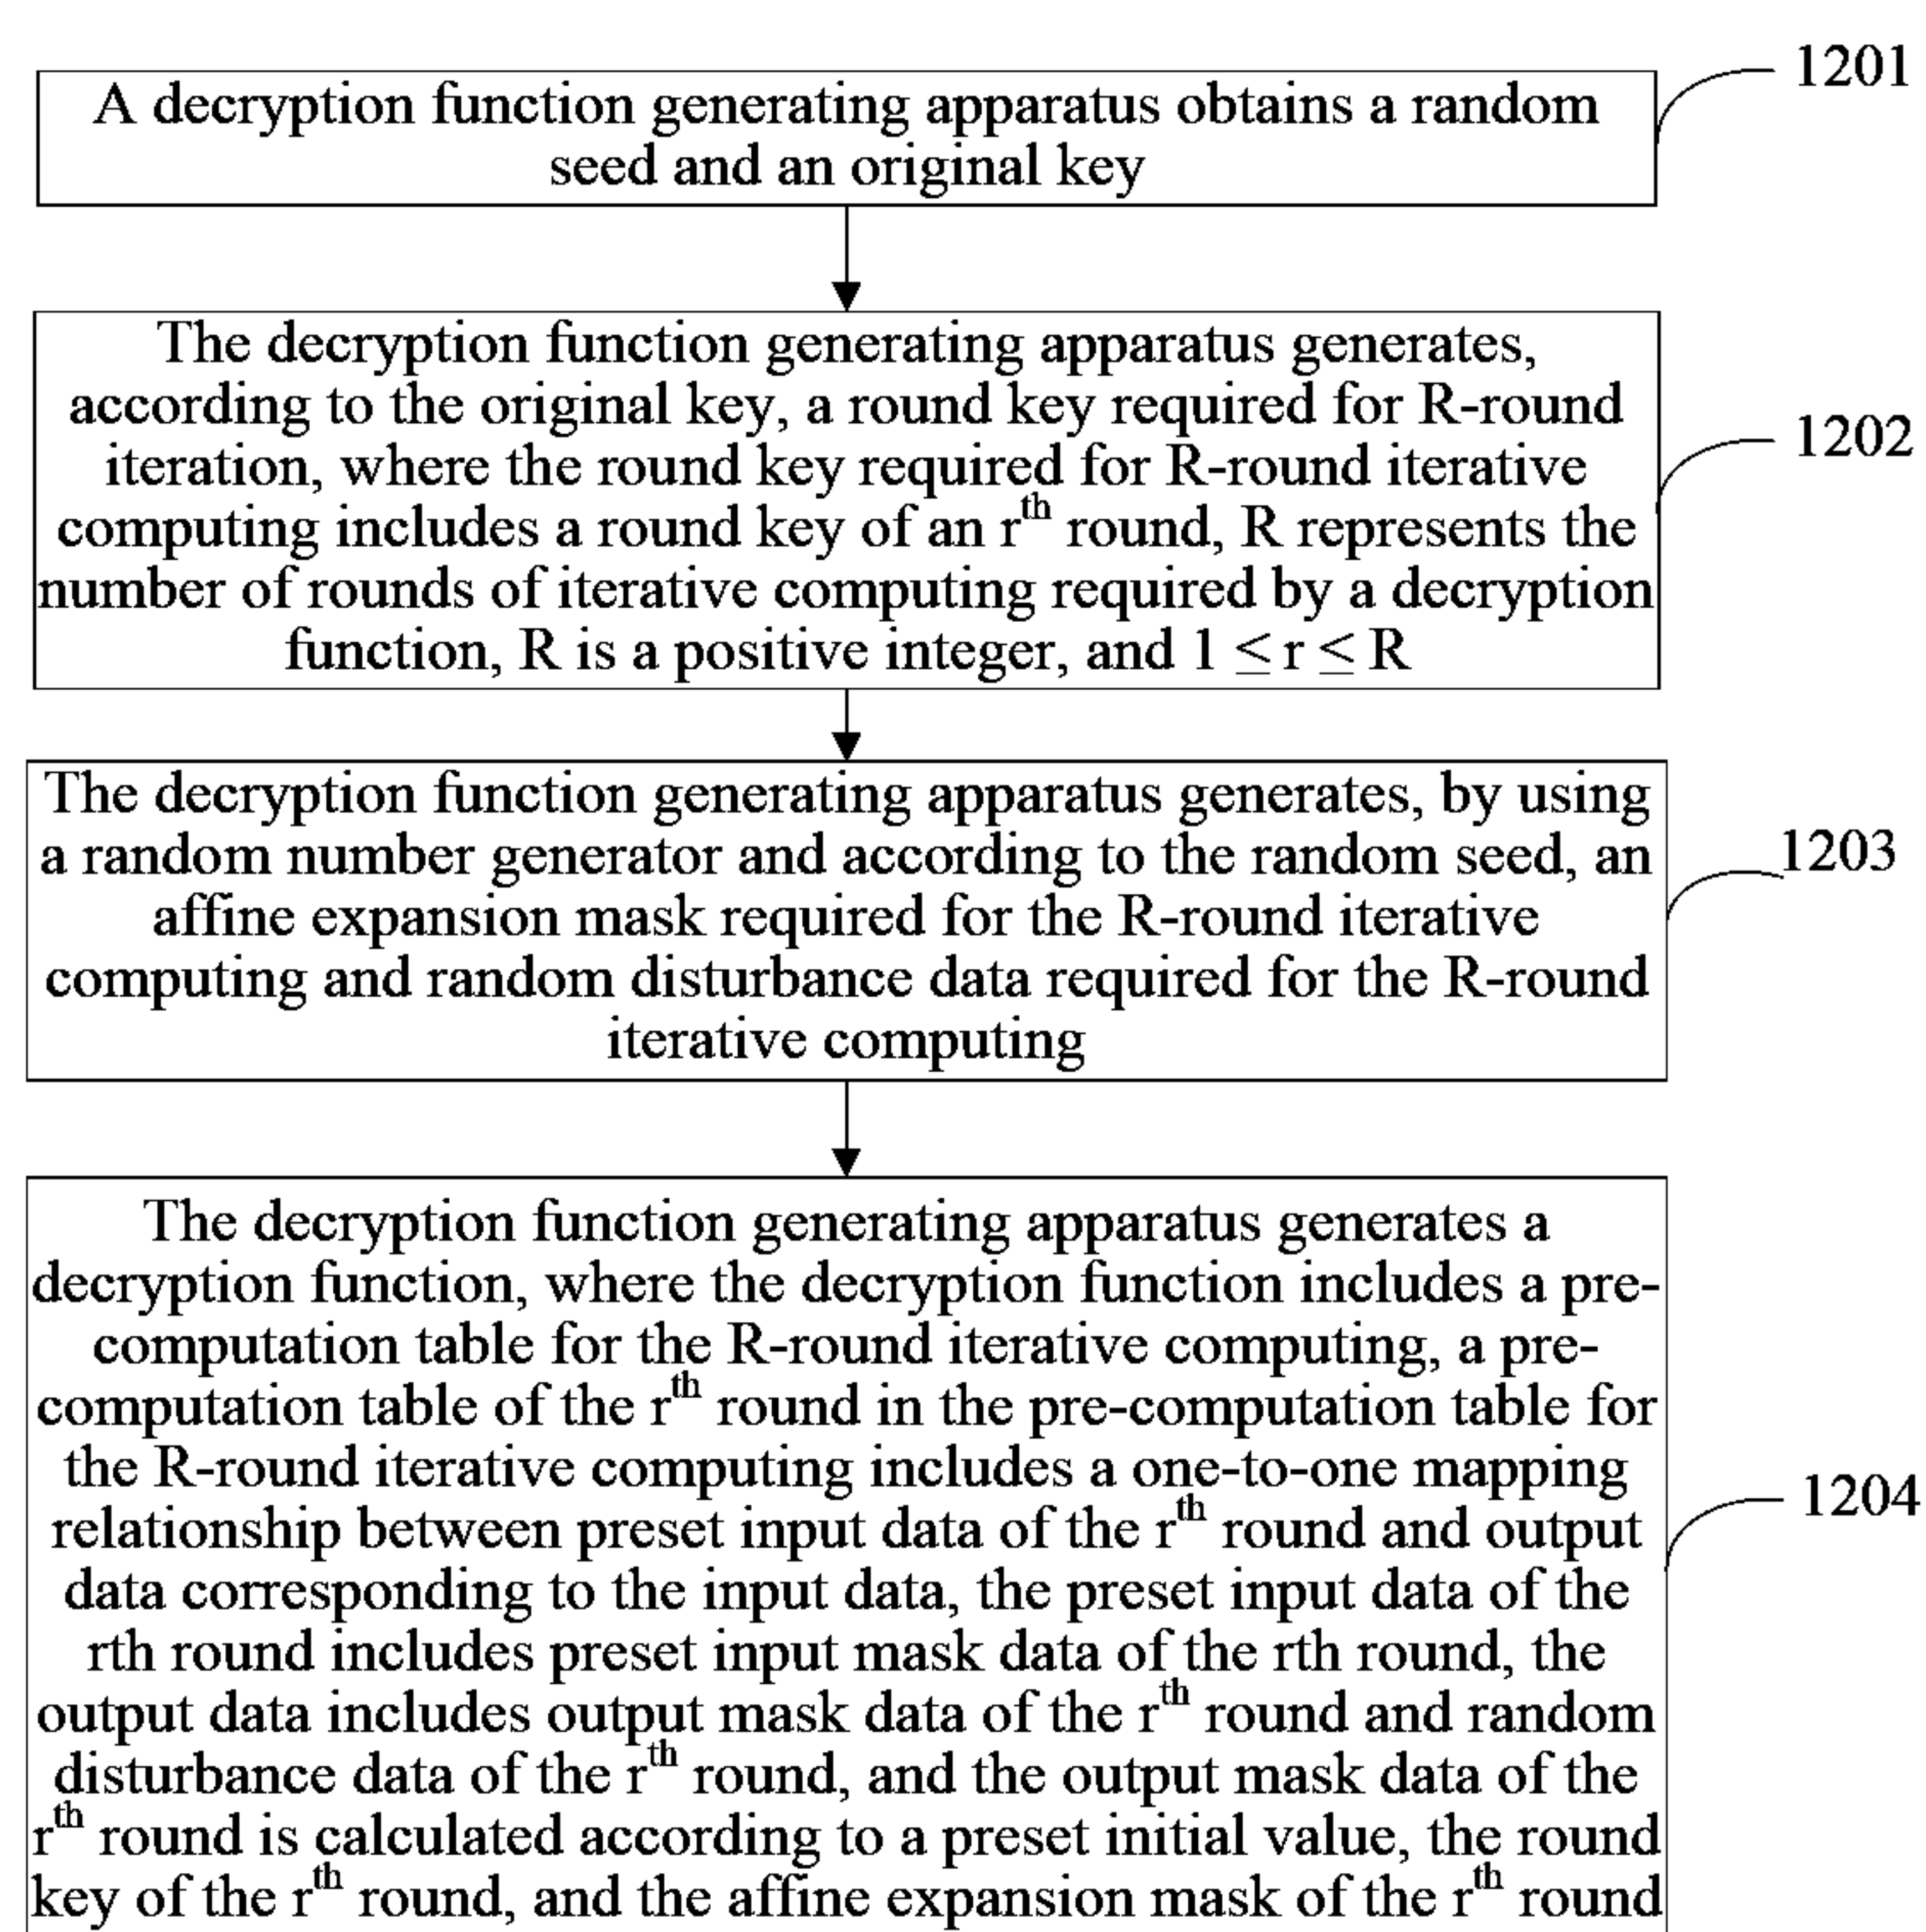 1201
A decryption function generating apparatus obtains a random
seed and an original key
The decryption function generating apparatus generates,
according to the original key, a round key required for R-round
1202
iteration, where the round key required for R-round iterative
computing includes a round key of an rth round, R represents the
number of rounds of iterative computing required by a decryption
function, R is a positive integer, and 1 ≤ r ≤ R
The decryption function generating apparatus generates, by using
a random number generator and according to the random seed, an
1203
affine expansion mask required for the R-round iterative
computing and random disturbance data required for the R-round
iterative computing
The decryption function generating apparatus generates a
decryption function, where the decryption function includes a pre-
computation table for the R-round iterative computing, a pre-
computation table of the rth round in the pre-computation table for
the R-round iterative computing includes a one-to-one mapping
1204
relationship between preset input data of the rth round and output
data corresponding to the input data, the preset input data of the
rth round includes preset input mask data of the rth round, the
output data includes output mask data of the rth round and random
disturbance data of the rth round, and the output mask data of the
rth round is calculated according to a preset initial value, the round
key of the rth round, and the affine expansion mask of the rth round